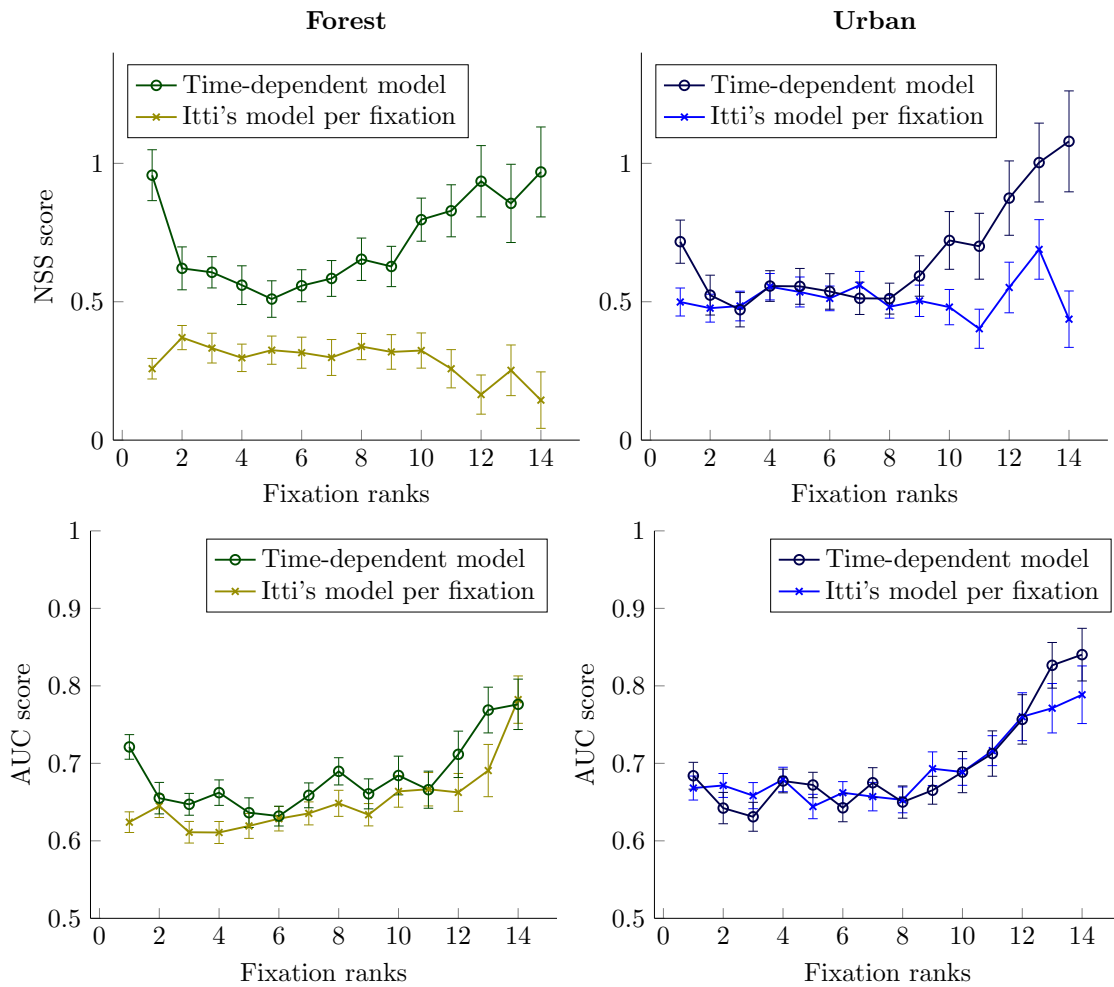 Forest
Urban
Time-dependent model
Itti's model per fixation
NSS score
1
0.5
0
0 2 4 6 8 10 12 14
Fixation ranks
Time-dependent model
Itti's model per fixation
1
0.5
0
0 2 4 6 8 10 12 14
Fixation ranks
Time-dependent model
Itti's model per fixation
AUC score
1
0.9
0.8
0.7
0.6
0.5
0 2 4 6 8 10 12 14
Fixation ranks
Time-dependent model
Itti's model per fixation
AUC score
1
0.9
0.8
0.7
0.6
0.5
0 2 4 6 8 10 12 14
Fixation ranks